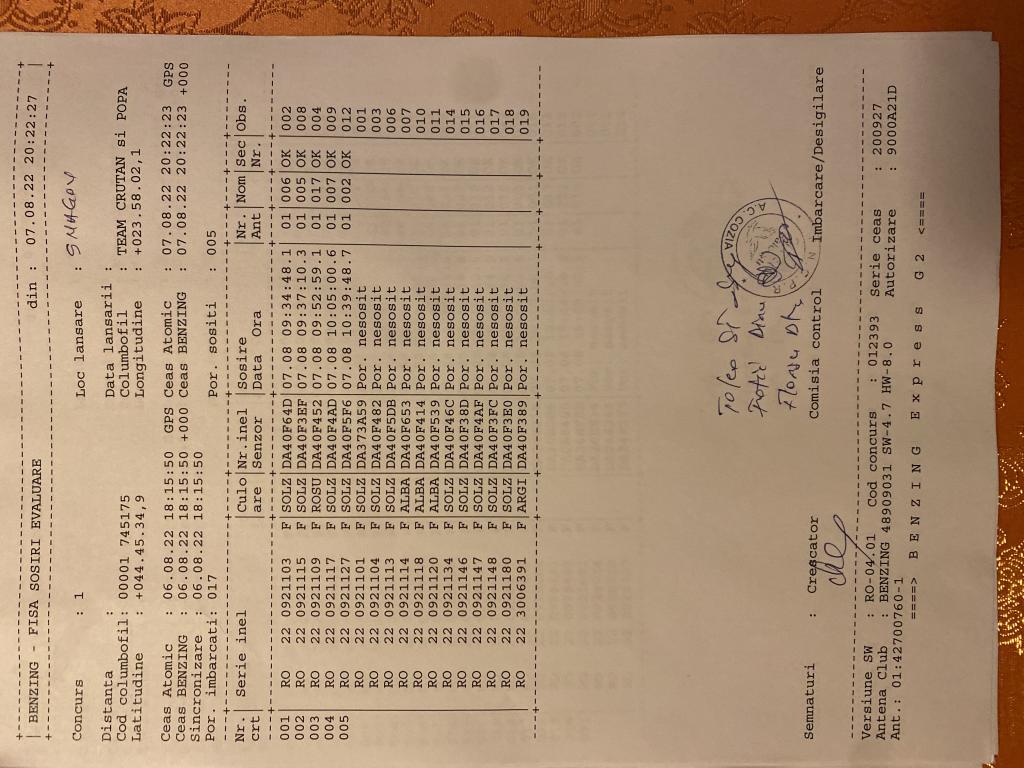 | BENZING - FISA SOSIRI EVALUARE din : 07.08.22 20:22:27 |
Concurs : 1 Loc lansare : SMAGOV
Distanta Data lansarii :
Cod columbofil: 00001 745175 Columbofil : TEAM CRUTAN si POPA
Latitudine : +044.45.34,9 Longitudine : +023.58.02,1
Ceas Atomic : 06.08.22 18:15:50 GPS Ceas Atomic : 07.08.22 20:22:23 GPS
Ceas BENZING : 06.08.22 18:15:50 +000 Ceas BENZING : 07.08.22 20:22:23 +000
Sincronizare : 06.08.22 18:15:50
Por. imbarcati: 017 Por. sositi : 005
Nr. | Serie inel |Culo|Nr.inel |Sosire |Nr. |Nom|Sec|Obs.
crt | |are |Senzor |Data Ora |Ant | |Nr.|
001 RO 22 0921103 F SOLZ DA40F64D 07.08 09:34:48.1 01 006 OK 002
002 RO 22 0921115 F SOLZ DA40F3EF 07.08 09:37:10.3 01 005 OK 008
003 RO 22 0921109 F ROSU DA40F452 07.08 09:52:59.1 01 017 OK 004
004 RO 22 0921117 F SOLZ DA40F4AD 07.08 10:05:00.6 01 007 OK 009
005 RO 22 0921127 F SOLZ DA40F5F6 07.08 10:39:48.7 01 002 OK 012
RO 22 0921101 F SOLZ DA373A59 Por. nesosit 001
RO 22 0921104 F SOLZ DA40F482 Por. nesosit 003
RO 22 0921113 F SOLZ DA40F5DB Por. nesosit 006
RO 22 0921114 F ALBA DA40F653 Por. nesosit 007
RO 22 0921118 F ALBA DA40F414 Por. nesosit 010
RO 22 0921120 F ALBA DA40F539 Por. nesosit 011
RO 22 0921134 F SOLZ DA40F46C Por. nesosit 014
RO 22 0921146 F SOLZ DA40F38D Por. nesosit 015
RO 22 0921147 F SOLZ DA40F4AF Por. nesosit 016
RO 22 0921148 F SOLZ DA40F3FC Por. nesosit 017
RO 22 0921180 F SOLZ DA40F3E0 Por. nesosit 018
RO 22 3006391 F ARGI DA40F389 Por. nesosit 019
A.C. COZIA
Semnaturi : Crescator Comisia control Imbarcare/Desigilare
Versiune SW : RO-04.01 Cod concurs : 012393 Serie ceas : 200927
Antena Club : BENZING 48909031 SW-4.7 HW-8.0 Autorizare : 9000A21D
Ant.: 01:42700760-1
====> B E N Z I N G E x p r e s s G 2 <====